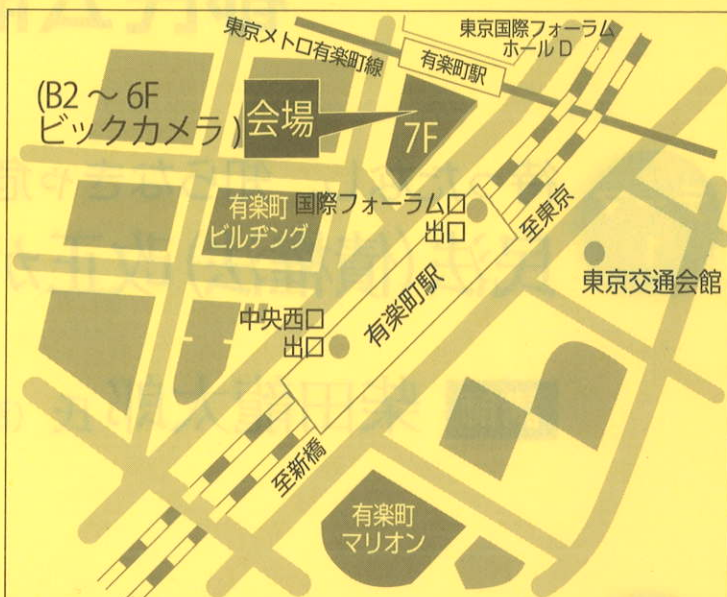 東京メトロ有楽町線
東京国際フォーラム
ホールD
有楽町駅
(B2～6F
ビックカメラ)
会場
7F
有楽町
ビルヂング
国際フォーラム口
出口
至東京
東京交通会館
中央西口
出口
有楽町駅
至新橋
有楽町
マリオン